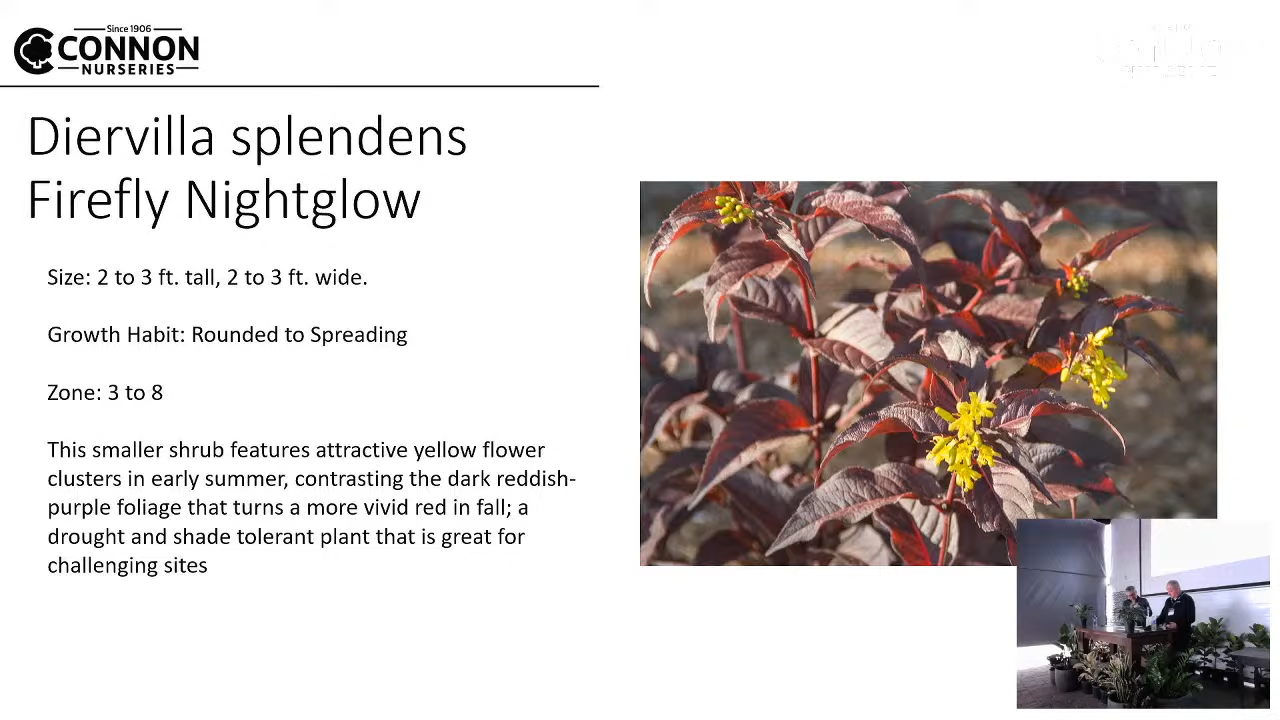 Since 1906
CONNON
NURSERIES
Diervilla splendens
Firefly Nightglow
Size: 2 to 3 ft. tall, 2 to 3 ft. wide.
Growth Habit: Rounded to Spreading
Zone: 3 to 8
This smaller shrub features attractive yellow flower
clusters in early summer, contrasting the dark reddish-
purple foliage that turns a more vivid red in fall; a
drought and shade tolerant plant that is great for
challenging sites